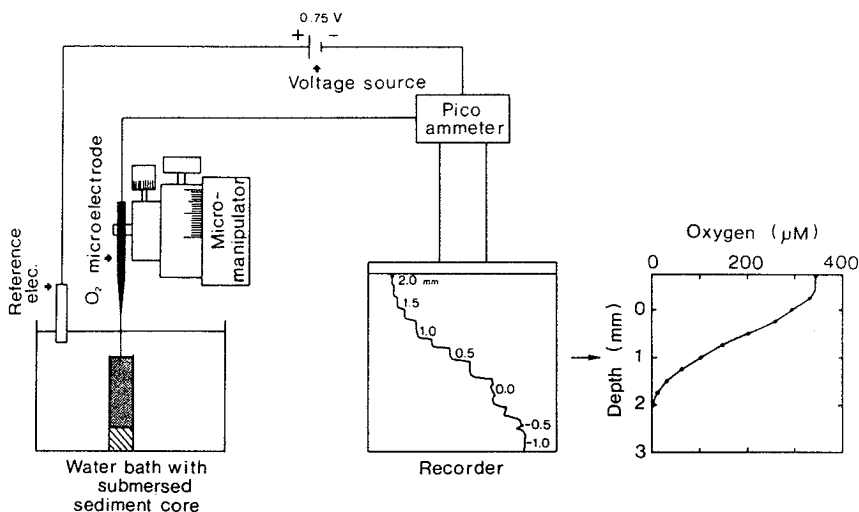 0.75 V
+ −
Voltage source
Pico
ammeter
Reference
elec.
O₂ microelectrode
Micro-
manipulator
2.0 mm
1.5
1.0
0.5
0.0
-0.5
-1.0
Recorder
Water bath with
submersed
sediment core
Oxygen (µM)
0 200 400
Depth (mm)
0
1
2
3